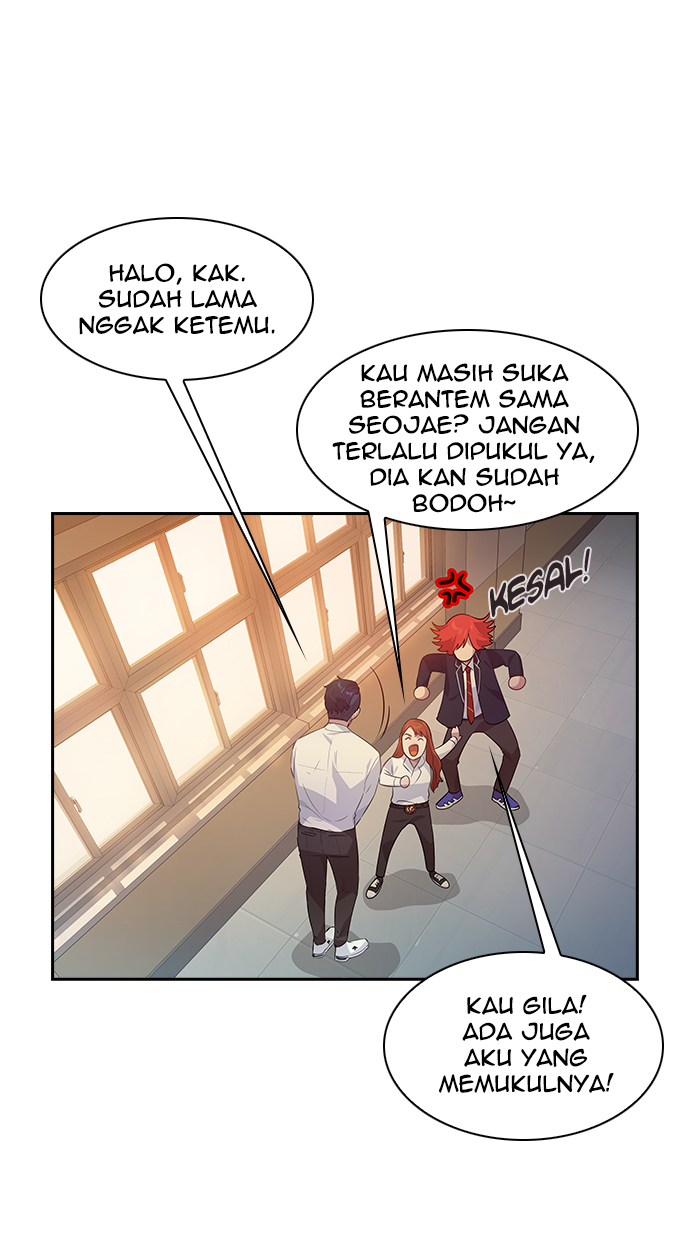 HALO, KAK.
SUDAH LAMA
NGGAK KETEMU.
KAU MASIH SUKA
BERANTEM SAMA
SEOJAE? JANGAN
TERLALU DIPUKUL YA,
DIA KAN SUDAH
BODOH~
KESAL!
KAU GILA!
ADA JUGA
AKU YANG
MEMUKULNYA!